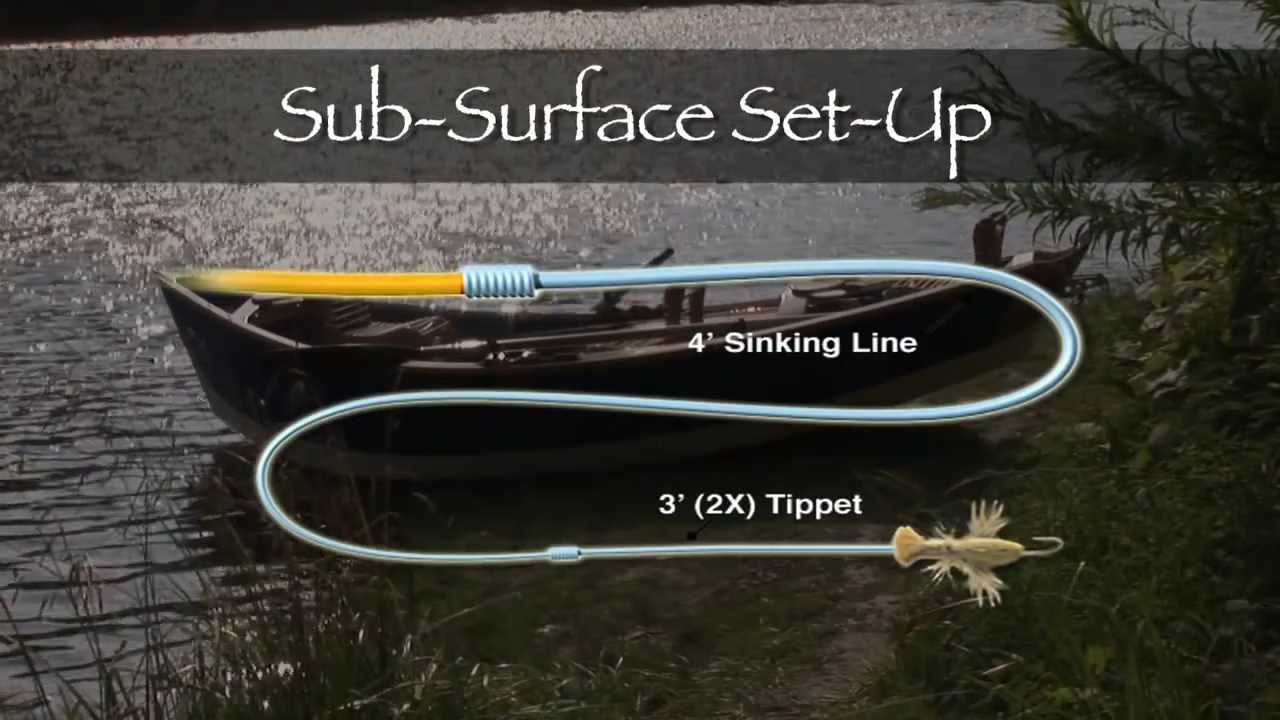 Sub-Surface Set-Up
4’ Sinking Line
3’ (2X) Tippet